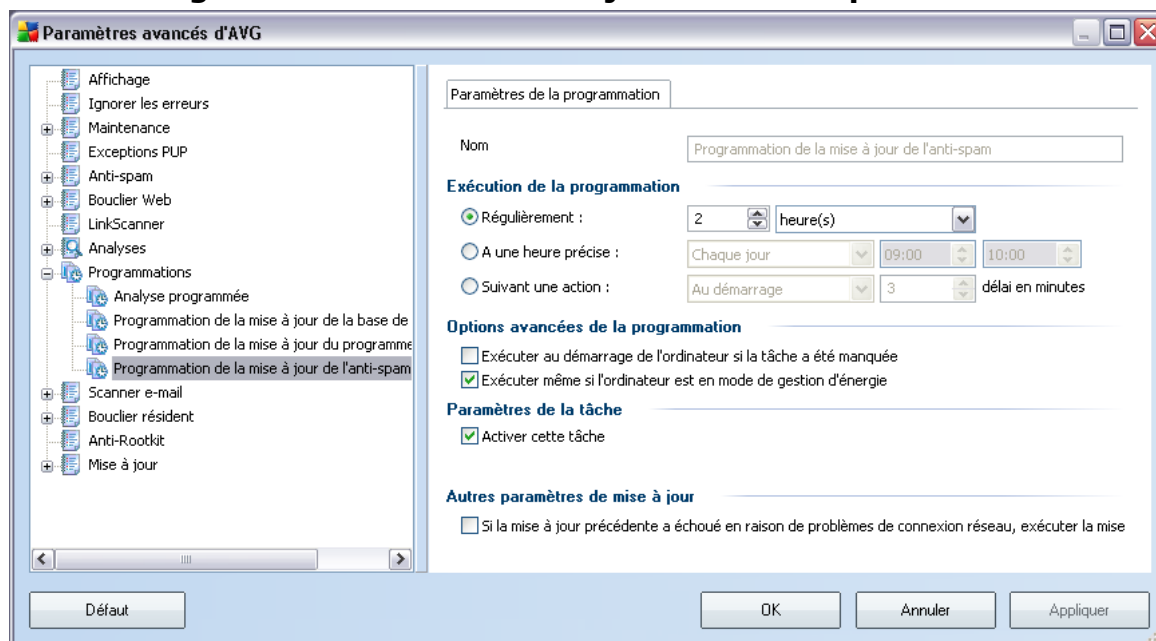 Paramètres avancés d'AVG
Affichage
Ignorer les erreurs
Maintenance
Exceptions PUP
Anti-spam
Bouclier Web
LinkScanner
Analyses
Programmations
Analyse programmée
Programmation de la mise à jour de la base de
Programmation de la mise à jour du programme
Programmation de la mise à jour de l'anti-spam
Scanner e-mail
Bouclier résident
Anti-Rootkit
Mise à jour
Paramètres de la programmation
Nom Programmation de la mise à jour de l'anti-spam
Exécution de la programmation
Régulièrement : 2 heure(s)
A une heure précise : Chaque jour 09:00 10:00
Suivant une action : Au démarrage 3 délai en minutes
Options avancées de la programmation
Exécuter au démarrage de l'ordinateur si la tâche a été manquée
Exécuter même si l'ordinateur est en mode de gestion d'énergie
Paramètres de la tâche
Activer cette tâche
Autres paramètres de mise à jour
Si la mise à jour précédente a échoué en raison de problèmes de connexion réseau, exécuter la mise
Défaut OK Annuler Appliquer